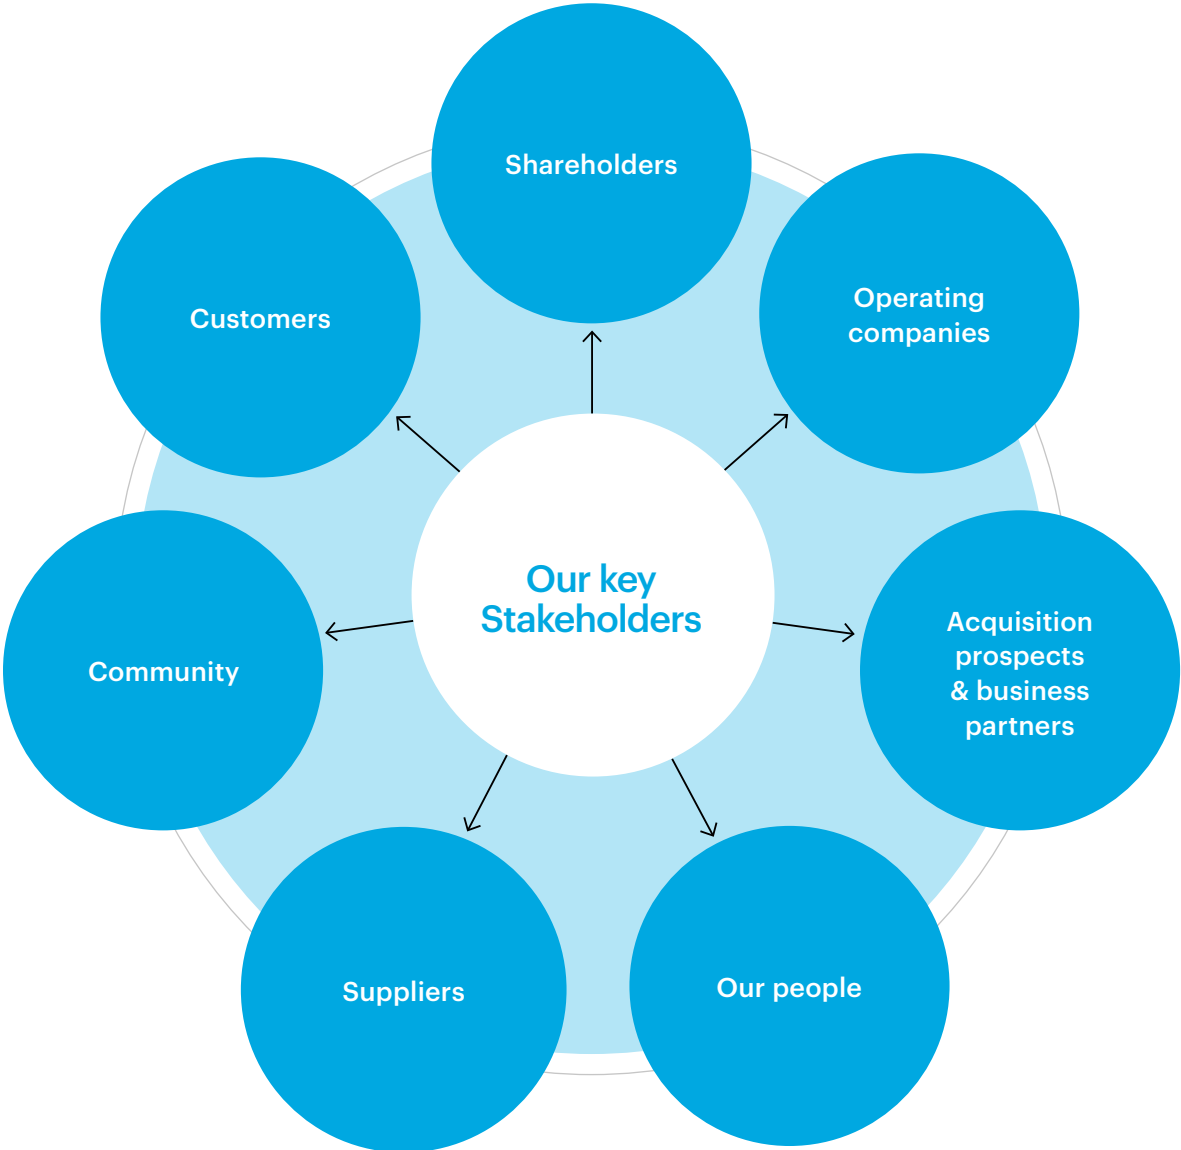 Shareholders
Operating
companies
Customers
Our key
Stakeholders
Acquisition
prospects
& business
partners
Community
Our people
Suppliers